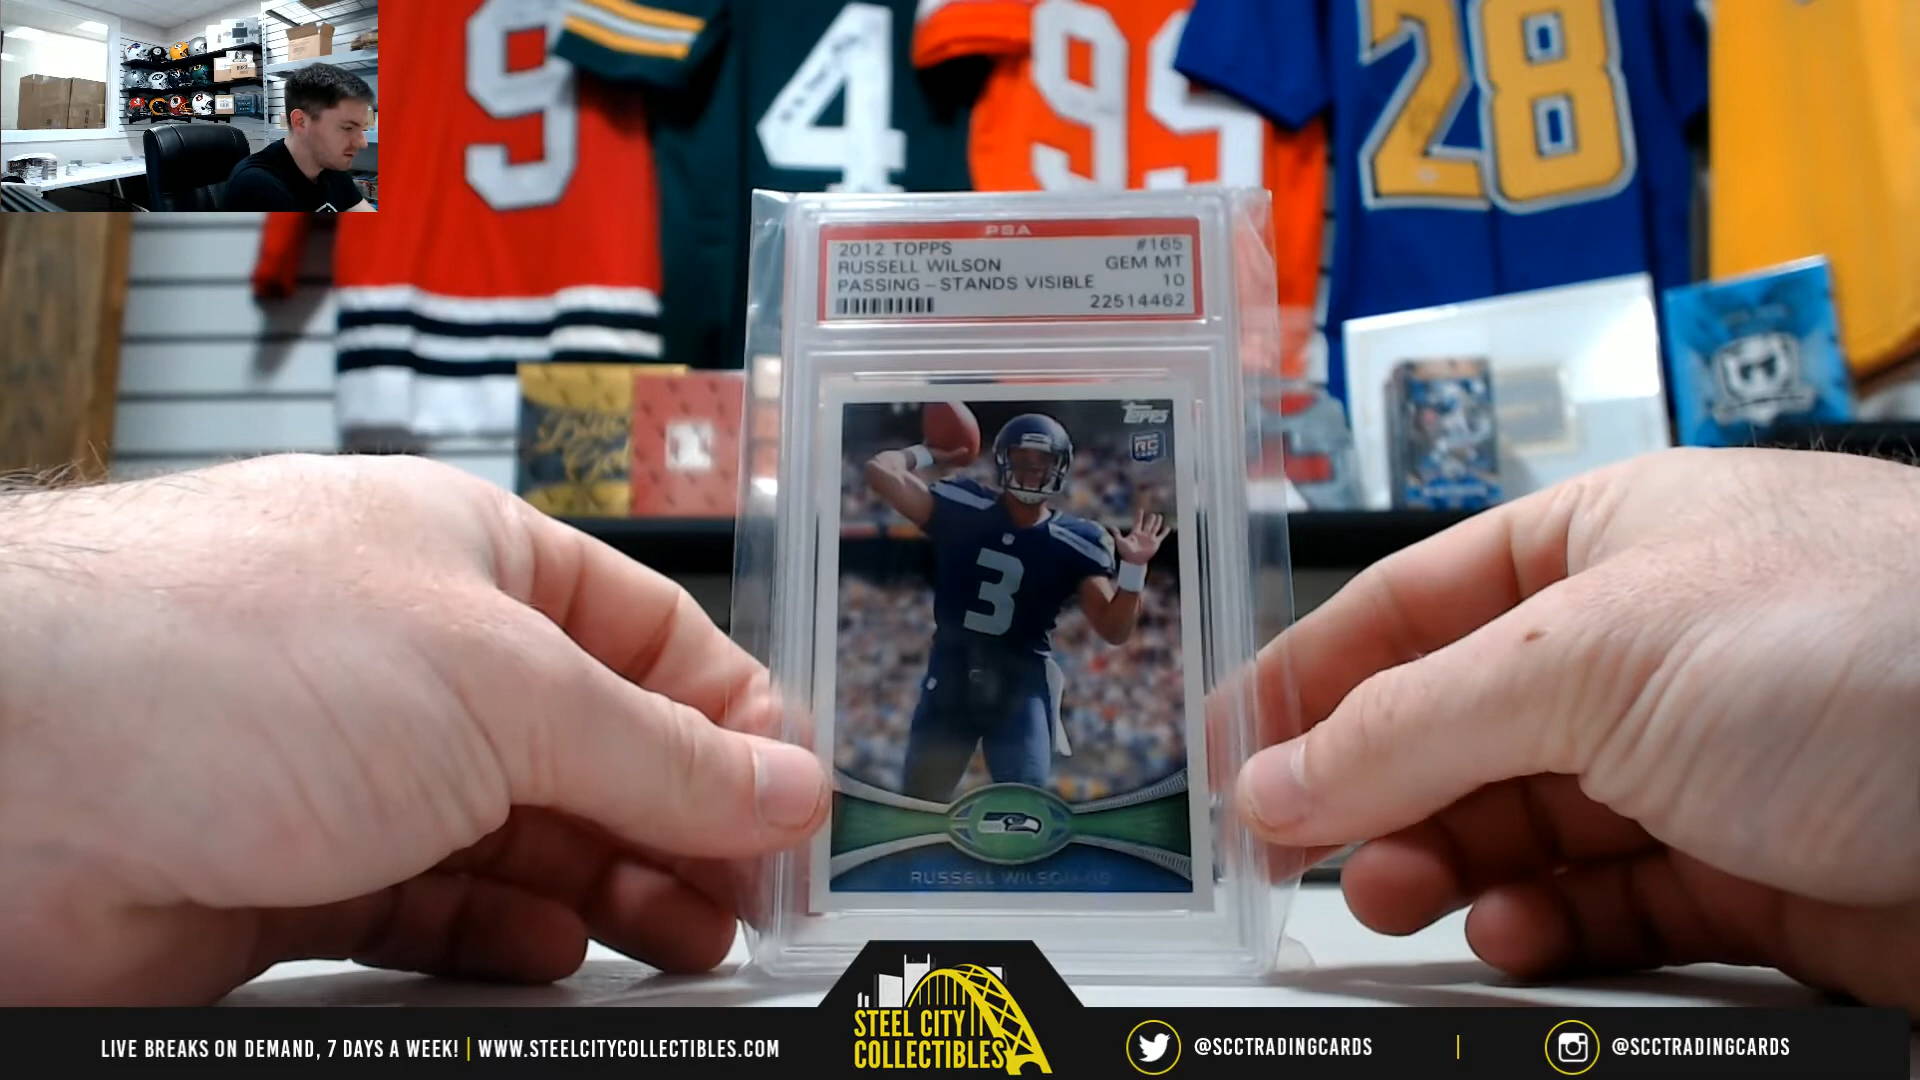 9
4
99
28
PSA
2012 TOPPS #165
RUSSELL WILSON GEM MT
PASSING – STANDS VISIBLE 10
22514462
Topps
RC
3
RUSSELL WILSON
LIVE BREAKS ON DEMAND, 7 DAYS A WEEK! | WWW.STEELCITYCOLLECTIBLES.COM
STEEL CITY
COLLECTIBLES
@SCCTRADINGCARDS | @SCCTRADINGCARDS